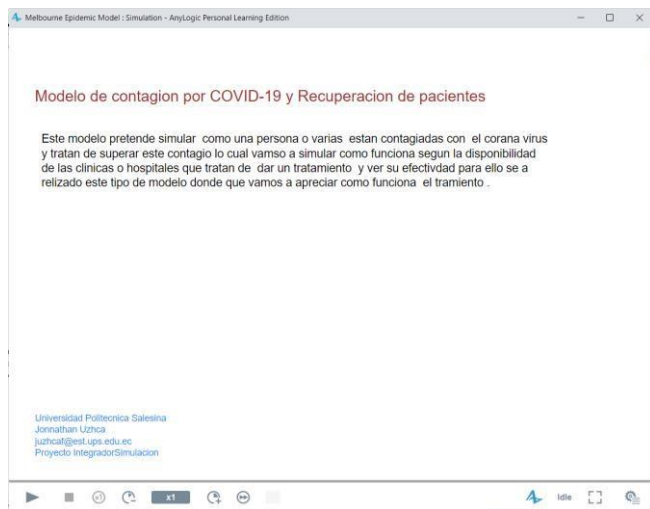 Melbourne Epidemic Model : Simulation - AnyLogic Personal Learning Edition
Modelo de contagion por COVID-19 y Recuperacion de pacientes
Este modelo pretende simular como una persona o varias estan contagiadas con el corana virus
y tratan de superar este contagio lo cual vamso a simular como funciona segun la disponibilidad
de las clinicas o hospitales que tratan de dar un tratamiento y ver su efectivdad para ello se a
relizado este tipo de modelo donde que vamos a apreciar como funciona el tramiento .
Universidad Politecnica Salesina
Jonnathan Uzhca
juzhcaf@est.ups.edu.ec
Proyecto IntegradorSimulacion
x1
x1
Idle